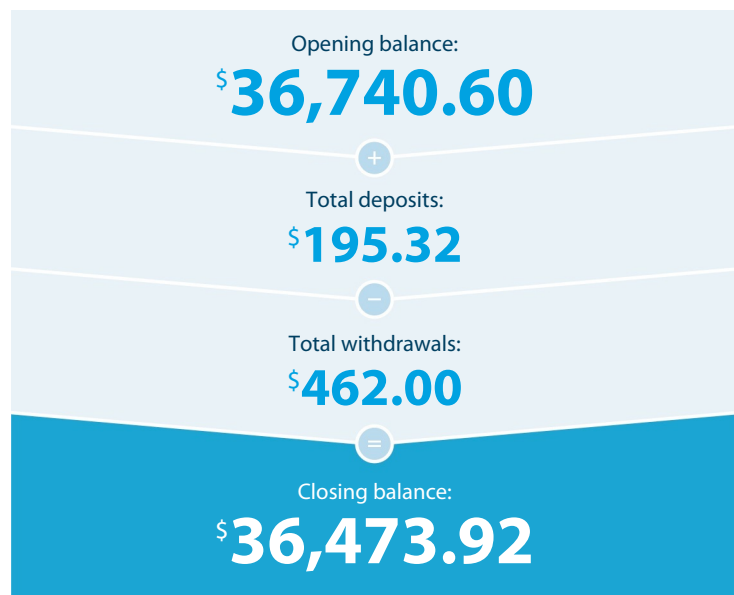 Opening balance:
$36,740.60
+
Total deposits:
$195.32
−
Total withdrawals:
$462.00
=
Closing balance:
$36,473.92